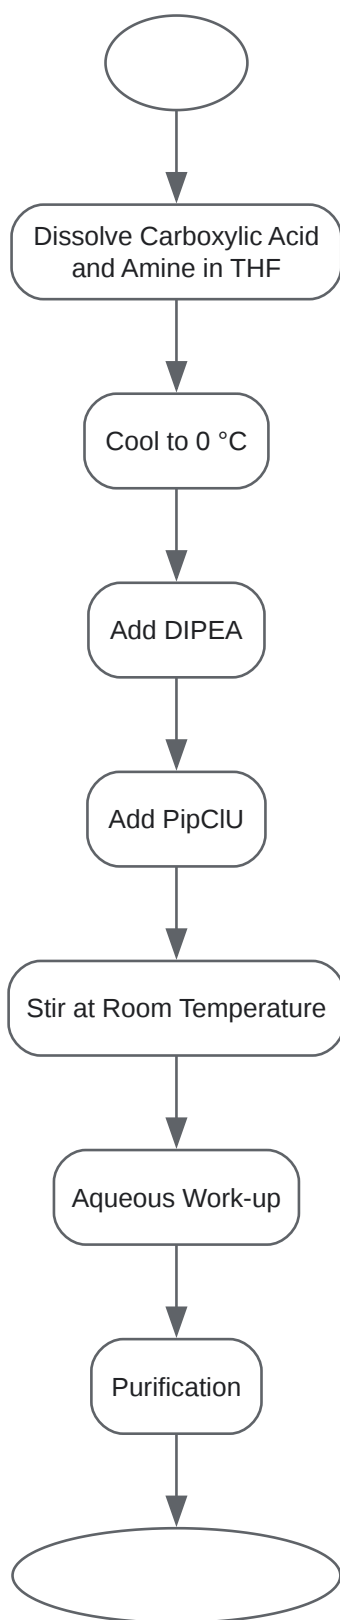 Dissolve Carboxylic Acid
and Amine in THF
Cool to 0 °C
Add DIPEA
Add PipClU
Stir at Room Temperature
Aqueous Work-up
Purification